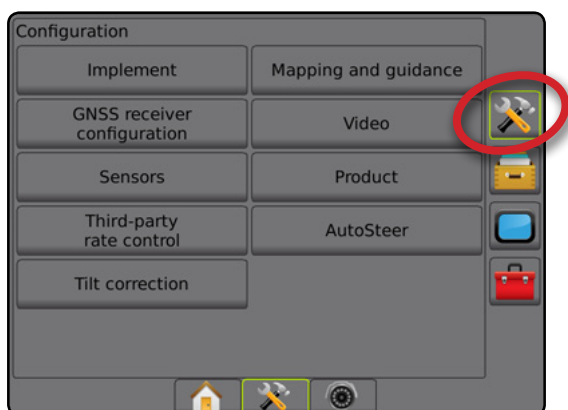 Configuration
Implement
Mapping and guidance
GNSS receiver
configuration
Video
Sensors
Product
Third-party
rate control
AutoSteer
Tilt correction